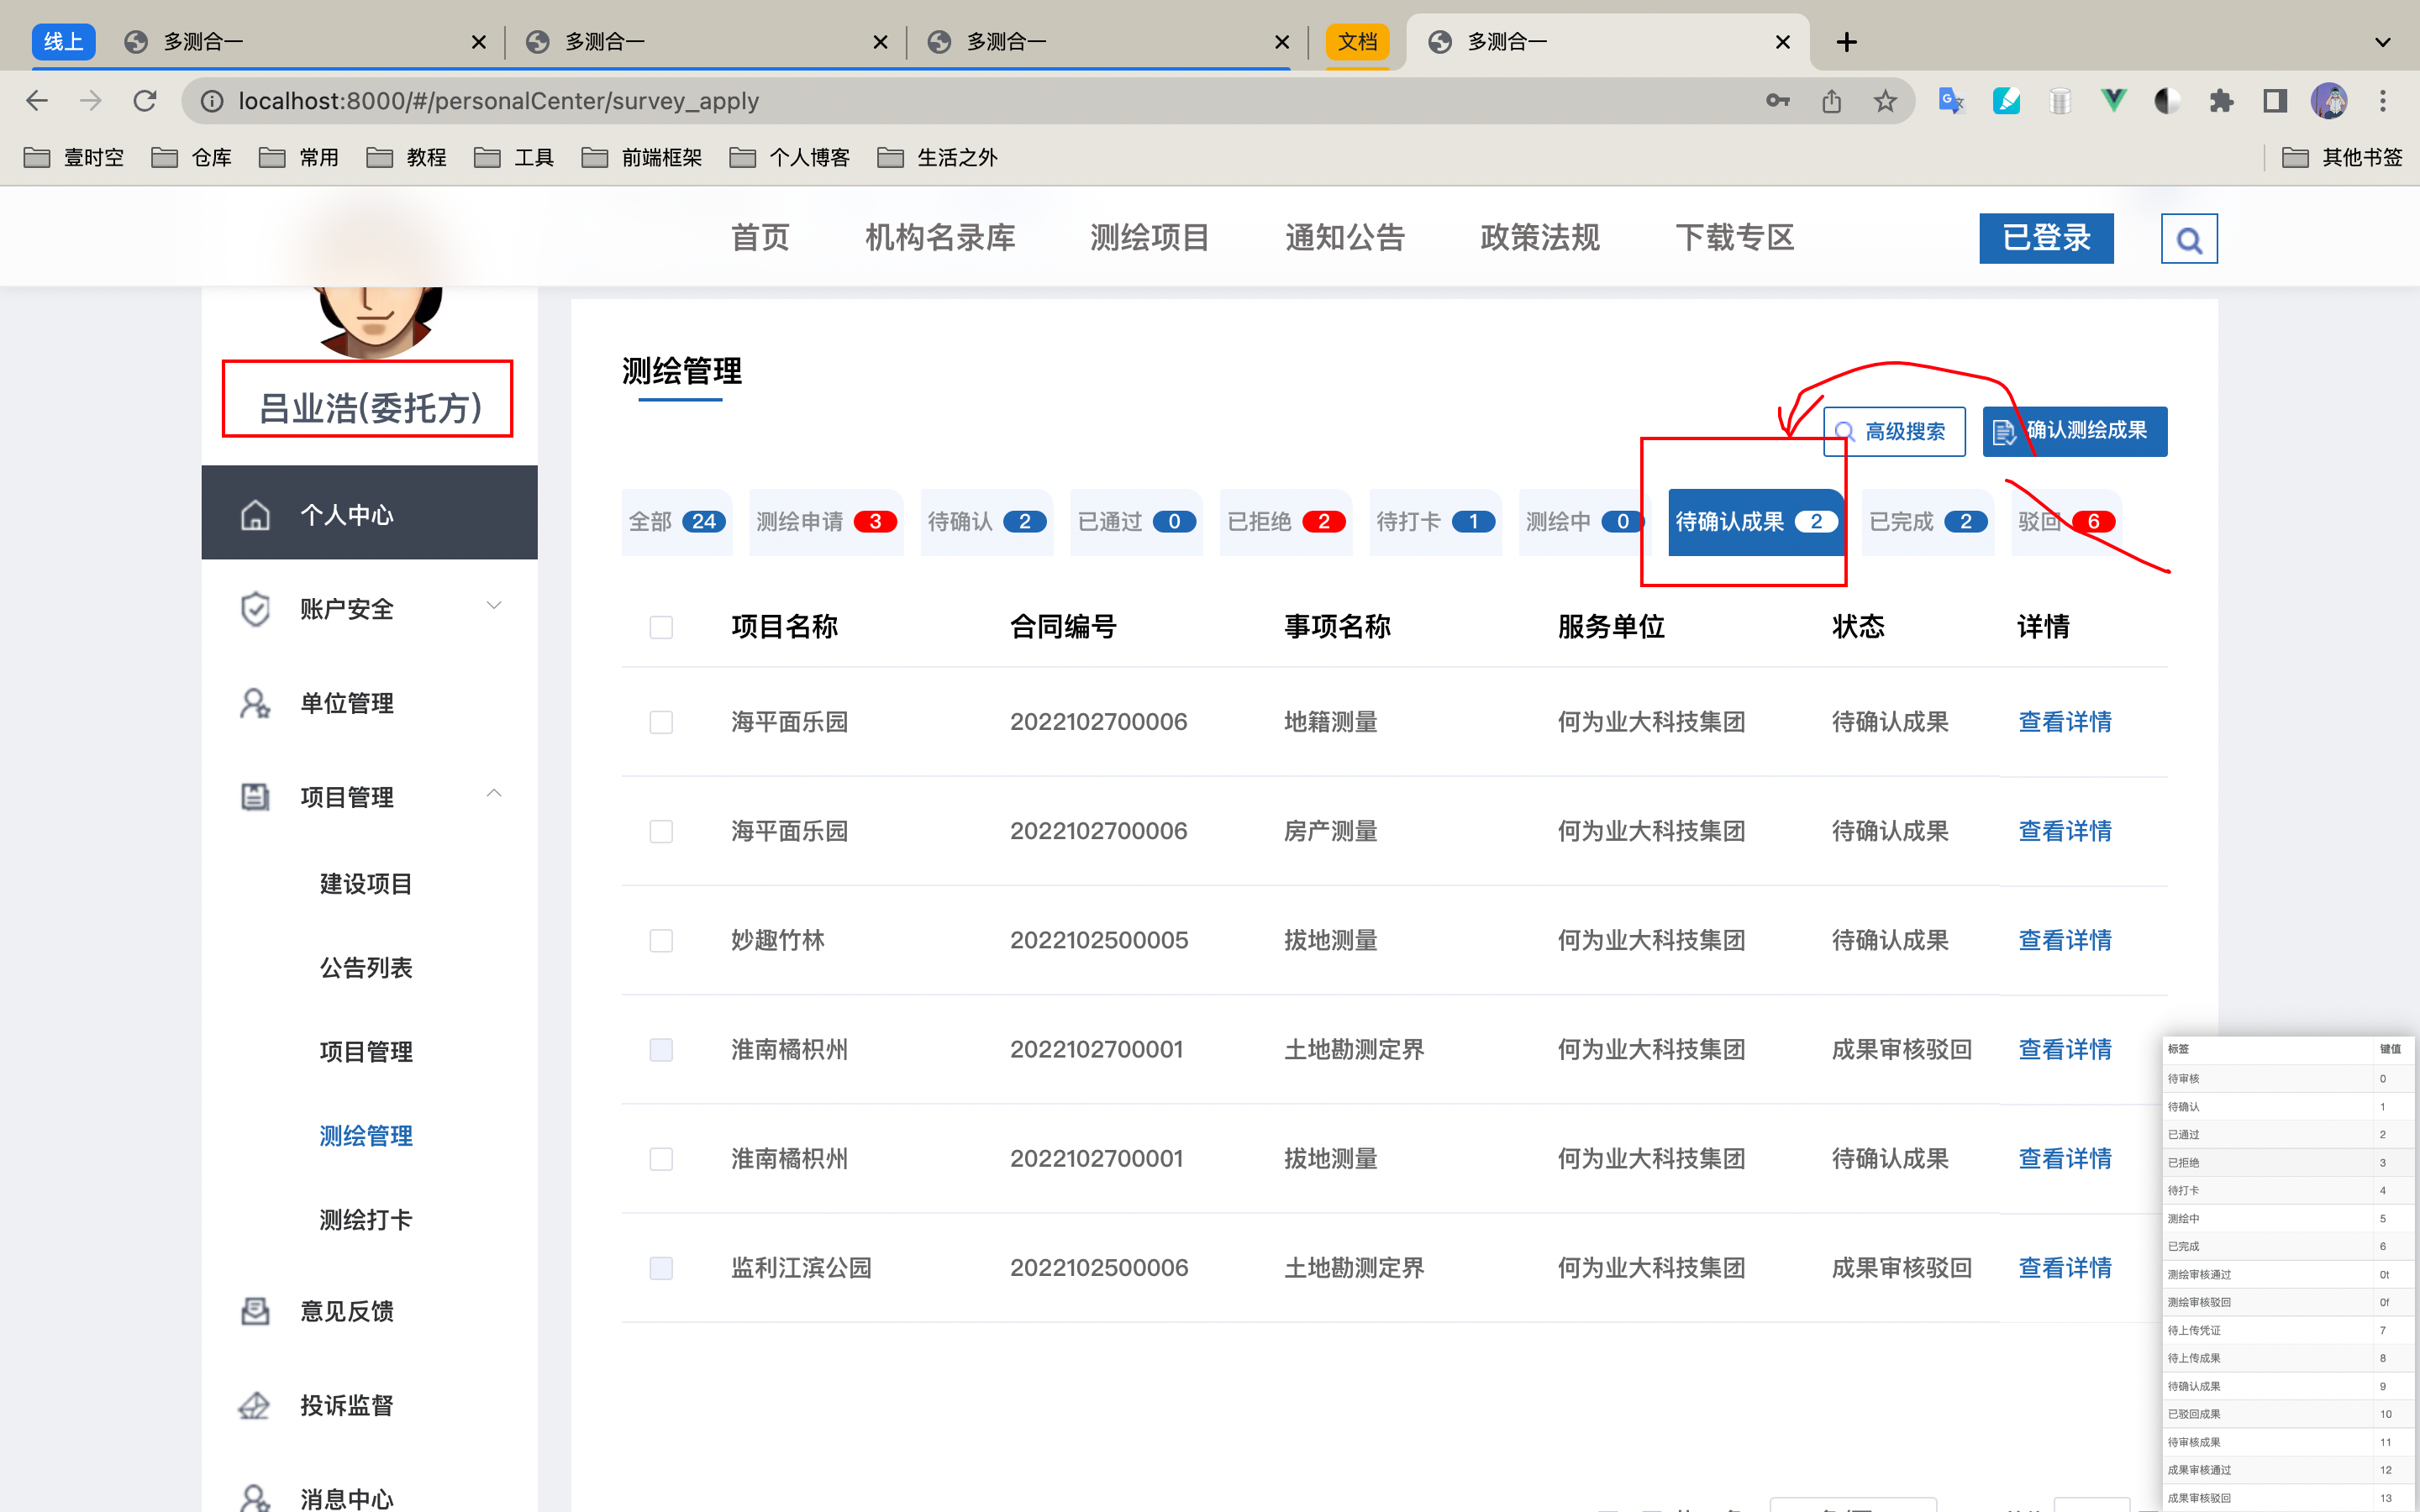 线上 多测合一 多测合一 多测合一 文档 多测合一
localhost:8000/#/personalCenter/survey_apply
壹时空 仓库 常用 教程 工具 前端框架 个人博客 生活之外 其他书签
首页 机构名录库 测绘项目 通知公告 政策法规 下载专区 已登录
吕业浩(委托方)
个人中心
账户安全
单位管理
项目管理
建设项目
公告列表
项目管理
测绘管理
测绘打卡
意见反馈
投诉监督
消息中心
测绘管理
高级搜索 确认测绘成果
全部 24 测绘申请 3 待确认 2 已通过 0 已拒绝 2 待打卡 1 测绘中 0 待确认成果 2 已完成 2 驳回 6
项目名称 合同编号 事项名称 服务单位 状态 详情
海平面乐园 2022102700006 地籍测量 何为业大科技集团 待确认成果 查看详情
海平面乐园 2022102700006 房产测量 何为业大科技集团 待确认成果 查看详情
妙趣竹林 2022102500005 拔地测量 何为业大科技集团 待确认成果 查看详情
淮南橘枳州 2022102700001 土地勘测定界 何为业大科技集团 成果审核驳回 查看详情
淮南橘枳州 2022102700001 拔地测量 何为业大科技集团 待确认成果 查看详情
监利江滨公园 2022102500006 土地勘测定界 何为业大科技集团 成果审核驳回 查看详情
标签 键值
待审核 0
待确认 1
已通过 2
已拒绝 3
待打卡 4
测绘中 5
已完成 6
测绘审核通过 0t
测绘审核驳回 0f
待上传凭证 7
待上传成果 8
待确认成果 9
已驳回成果 10
待审核成果 11
成果审核通过 12
成果审核驳回 13